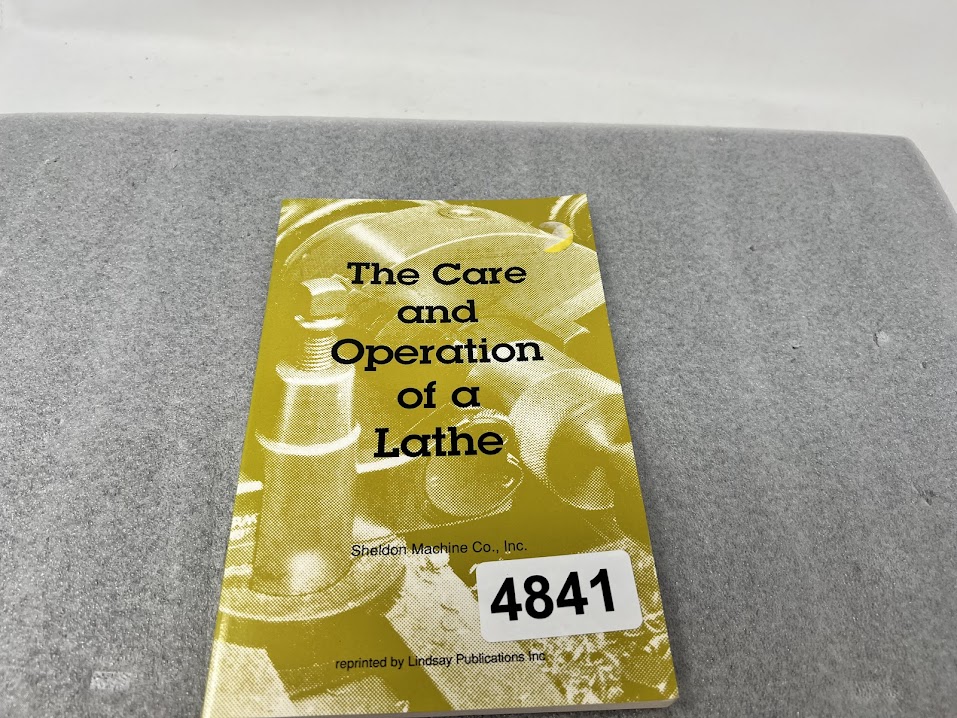 The Care
and
Operation
of a
Lathe
Sheldon Machine Co., Inc.
4841
reprinted by Lindsay Publications Inc